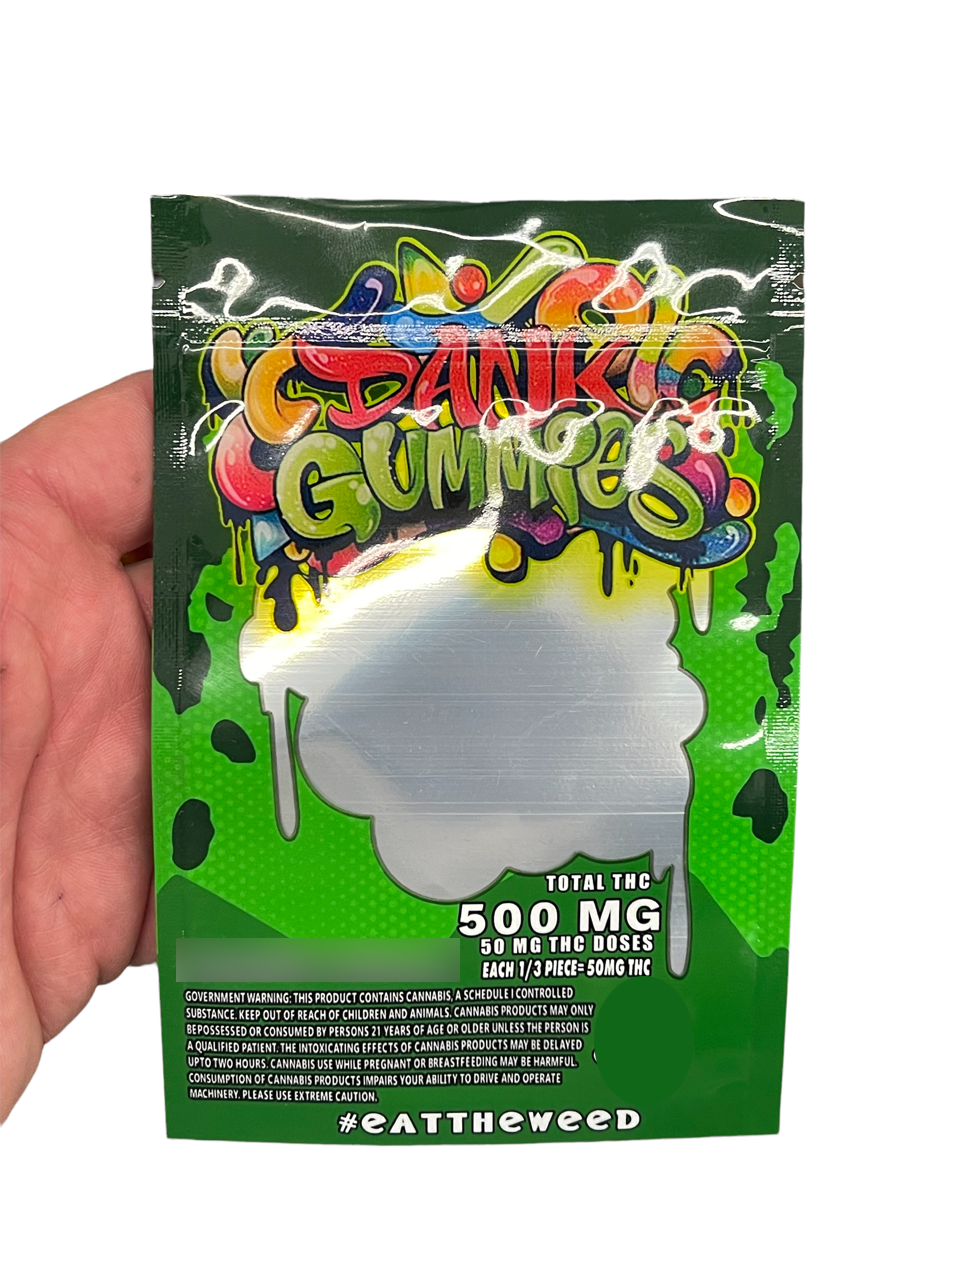 DANK
GUMMIES
TOTAL THC
500 MG
50 MG THC DOSES
EACH 1/3 PIECE=50MG THC
GOVERNMENT WARNING: THIS PRODUCT CONTAINS CANNABIS, A SCHEDULE I CONTROLLED
SUBSTANCE. KEEP OUT OF REACH OF CHILDREN AND ANIMALS. CANNABIS PRODUCTS MAY ONLY
BEPOSSESSED OR CONSUMED BY PERSONS 21 YEARS OF AGE OR OLDER UNLESS THE PERSON IS
A QUALIFIED PATIENT. THE INTOXICATING EFFECTS OF CANNABIS PRODUCTS MAY BE DELAYED
UPTO TWO HOURS. CANNABIS USE WHILE PREGNANT OR BREASTFEEDING MAY BE HARMFUL.
CONSUMPTION OF CANNABIS PRODUCTS IMPAIRS YOUR ABILITY TO DRIVE AND OPERATE
MACHINERY. PLEASE USE EXTREME CAUTION.
#EATTHEWEED